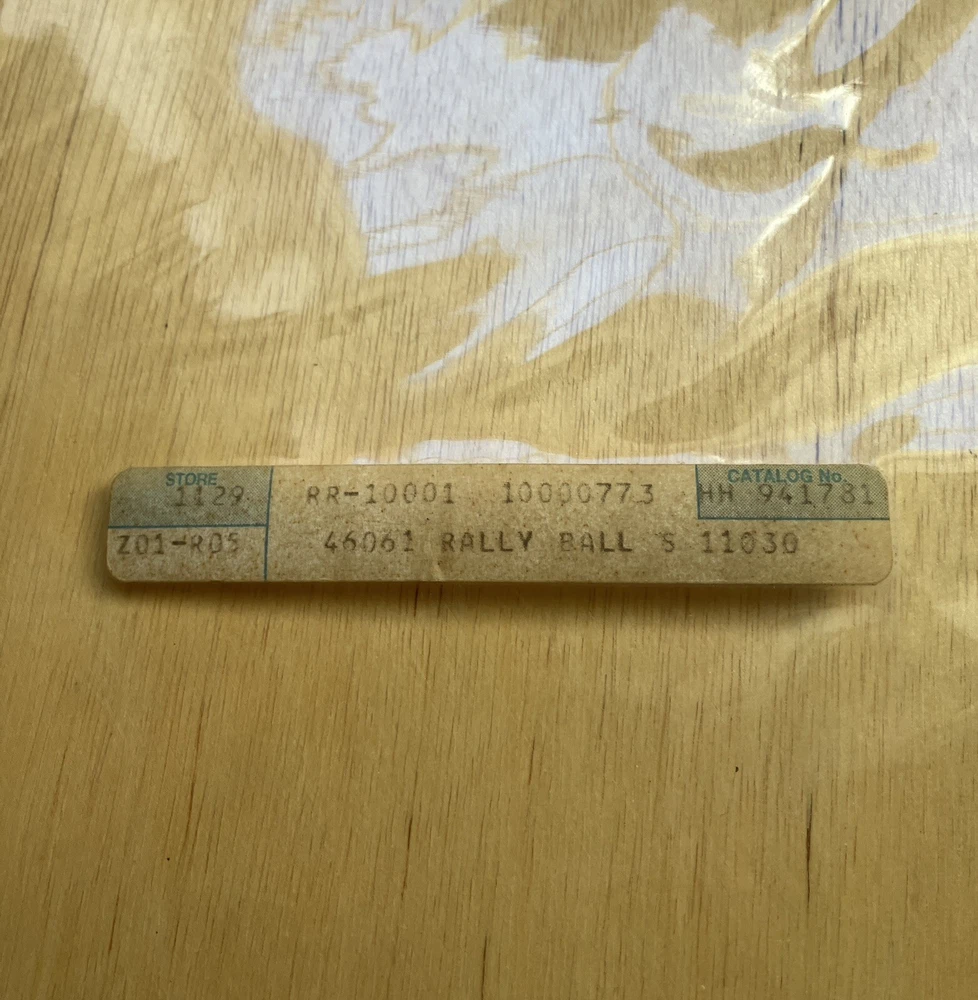 STORE CATALOG No.
1129 RR-10001 10000773 HH 941781
Z01-R05 46061 RALLY BALL S 11030